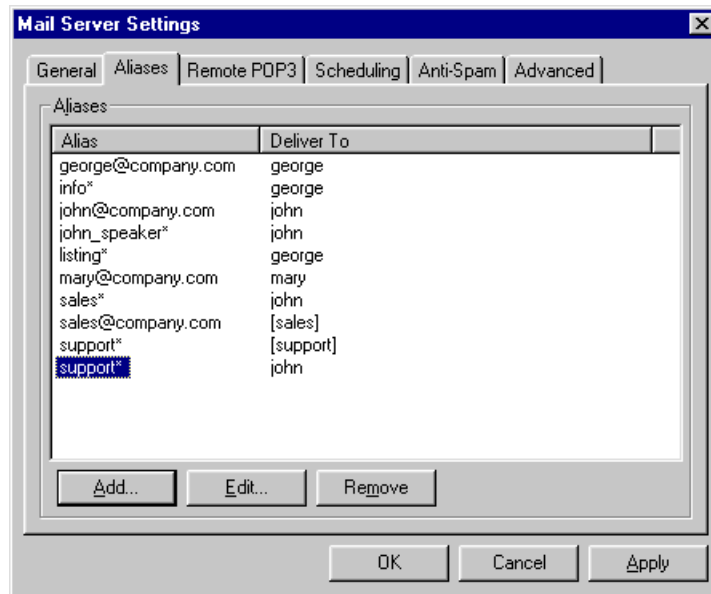 Mail Server Settings
General Aliases Remote POP3 Scheduling Anti-Spam Advanced
Aliases
Alias Deliver To
george@company.com george
info* george
john@company.com john
john_speaker* john
listing* george
mary@company.com mary
sales* john
sales@company.com [sales]
support* [support]
support* john
Add... Edit... Remove
OK Cancel Apply